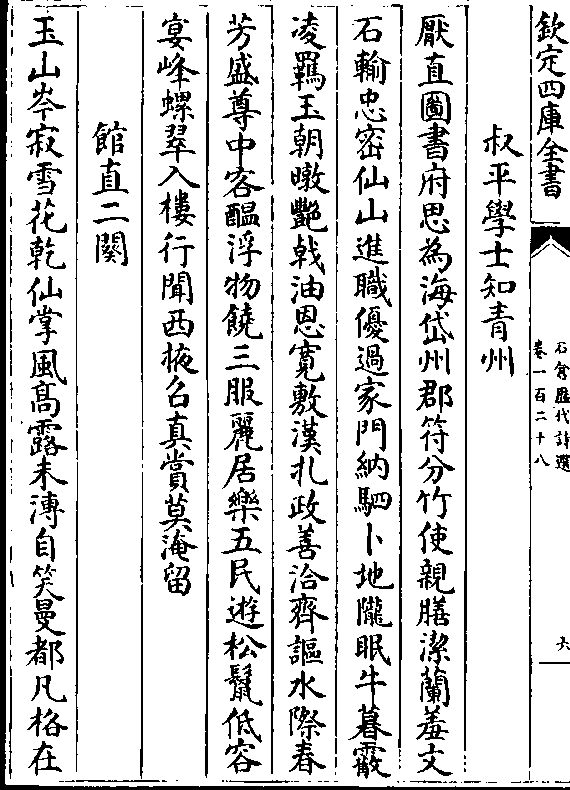 欽定四庫全書
石倉歷代詩選
卷一百二十八
六
叔平學士知青州
厭直圖書府思為海岱州郡符分竹使親膳潔蘭羞文
石輸忠密仙山進職優過家門納駟卜地隴眠牛暮霰
凌羈玉朝暾艷戟油恩寛敷漢札政善洽齊謳水際春
芳盛尊中客醖浮物饒三服麗居樂五民遊松鬣低容
宴峰螺翠入樓行聞西掖召真賞莫淹留
館直二闋
玉山岑寂雪花乾仙掌風髙露未漙自笑曼都凡格在